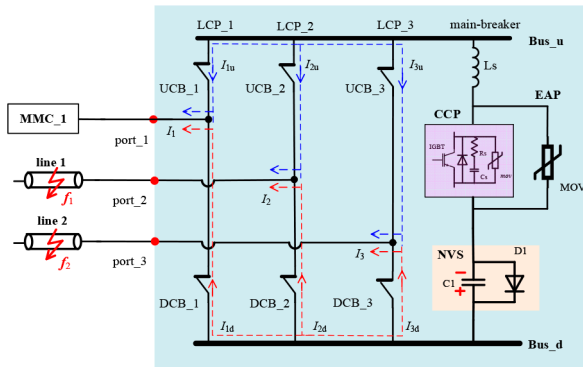 LCP_1 LCP_2 LCP_3 main-breaker
Bus_u
I1u I2u I3u Ls
UCB_1 UCB_2 UCB_3 EAP
CCP
MMC_1
port_1 I1
IGBT Rs Cs mov
MOV
line 1
f1 port_2 I2
line 2
f2 port_3 I3
NVS D1
C1
DCB_1 DCB_2 DCB_3
I1d I2d I3d
Bus_d